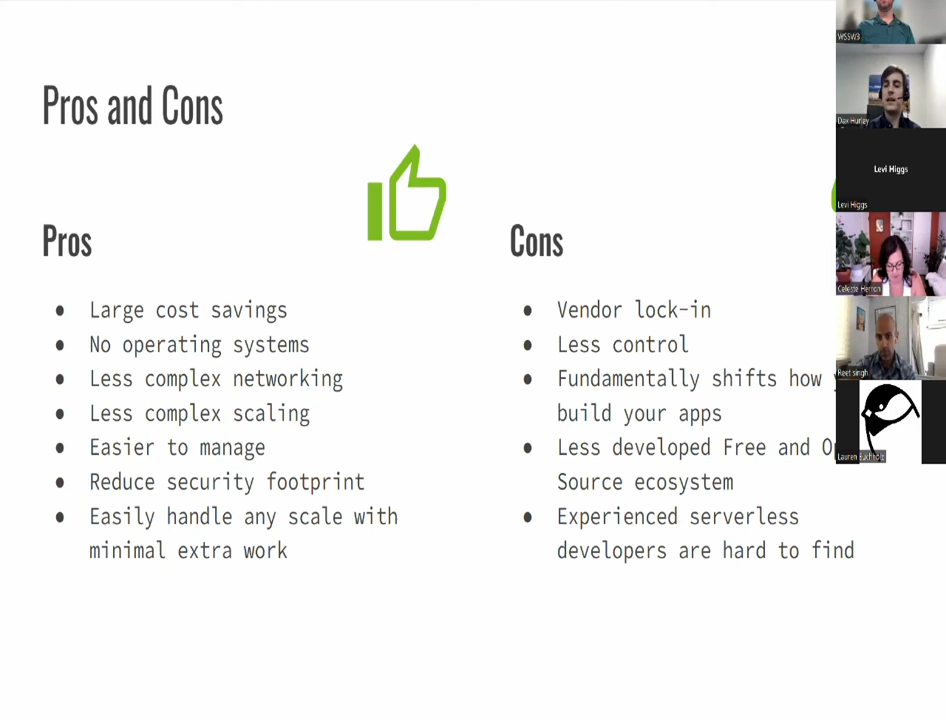 Pros and Cons
Pros
● Large cost savings
● No operating systems
● Less complex networking
● Less complex scaling
● Easier to manage
● Reduce security footprint
● Easily handle any scale with
minimal extra work
Cons
● Vendor lock-in
● Less control
● Fundamentally shifts how
build your apps
● Less developed Free and
Source ecosystem
● Experienced serverless
developers are hard to find
WSSW3
Dax Hurley
Levi Higgs
Levi Higgs
Celeste Herron
Reet singh
Lauren